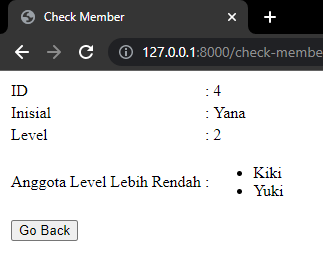 Check Member
127.0.0.1:8000/check-membe
ID : 4
Inisial : Yana
Level : 2
Anggota Level Lebih Rendah :
• Kiki
• Yuki
Go Back